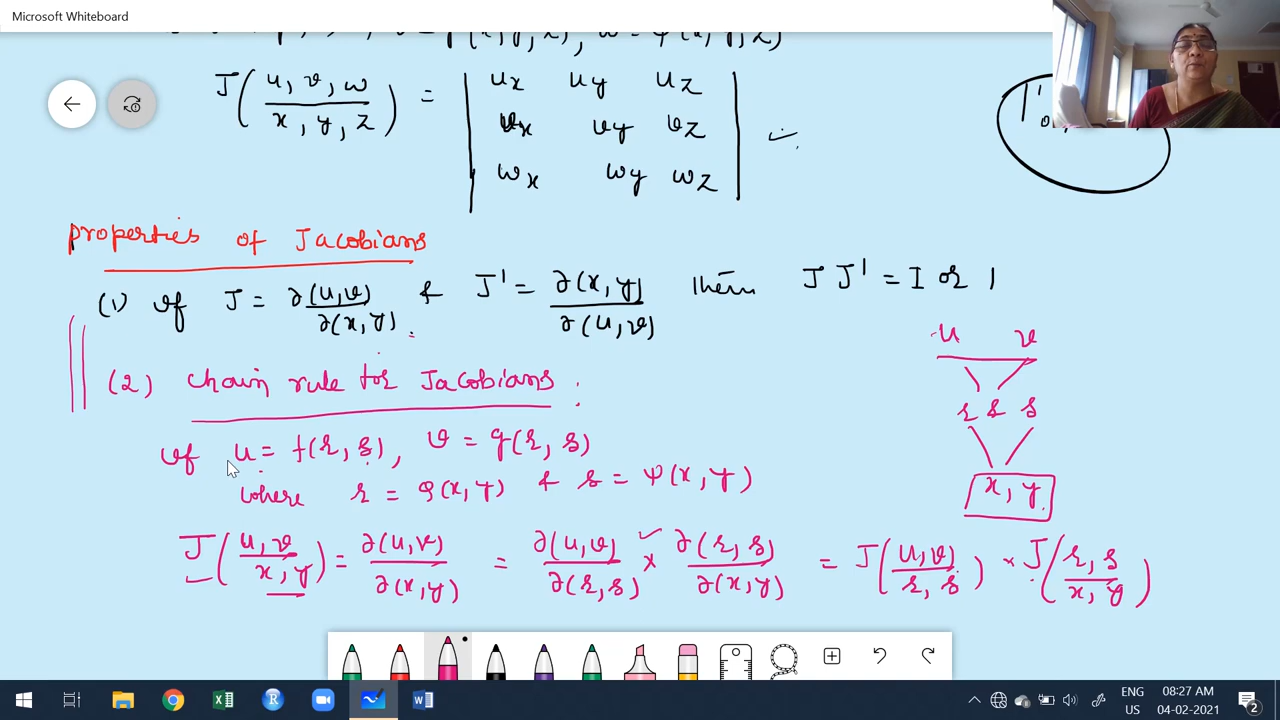 Microsoft Whiteboard
J(u, v, w / x, y, z) = | ux uy uz
vx vy vz
wx wy wz |
properties of Jacobians
(1) If J = ∂(u,v)/∂(x,y) & J' = ∂(x,y)/∂(u,v) then J J' = I or 1
(2) Chain rule for Jacobians :
If u = f(r, s), v = g(r, s)
where r = φ(x, y) & s = ψ(x, y)
J(u,v / x,y) = ∂(u,v)/∂(x,y) = ∂(u,v)/∂(r,s) × ∂(r,s)/∂(x,y) = J(u,v / r,s) × J(r,s / x,y)
u v
r & s
x, y
ENG
US
08:27 AM
04-02-2021
2